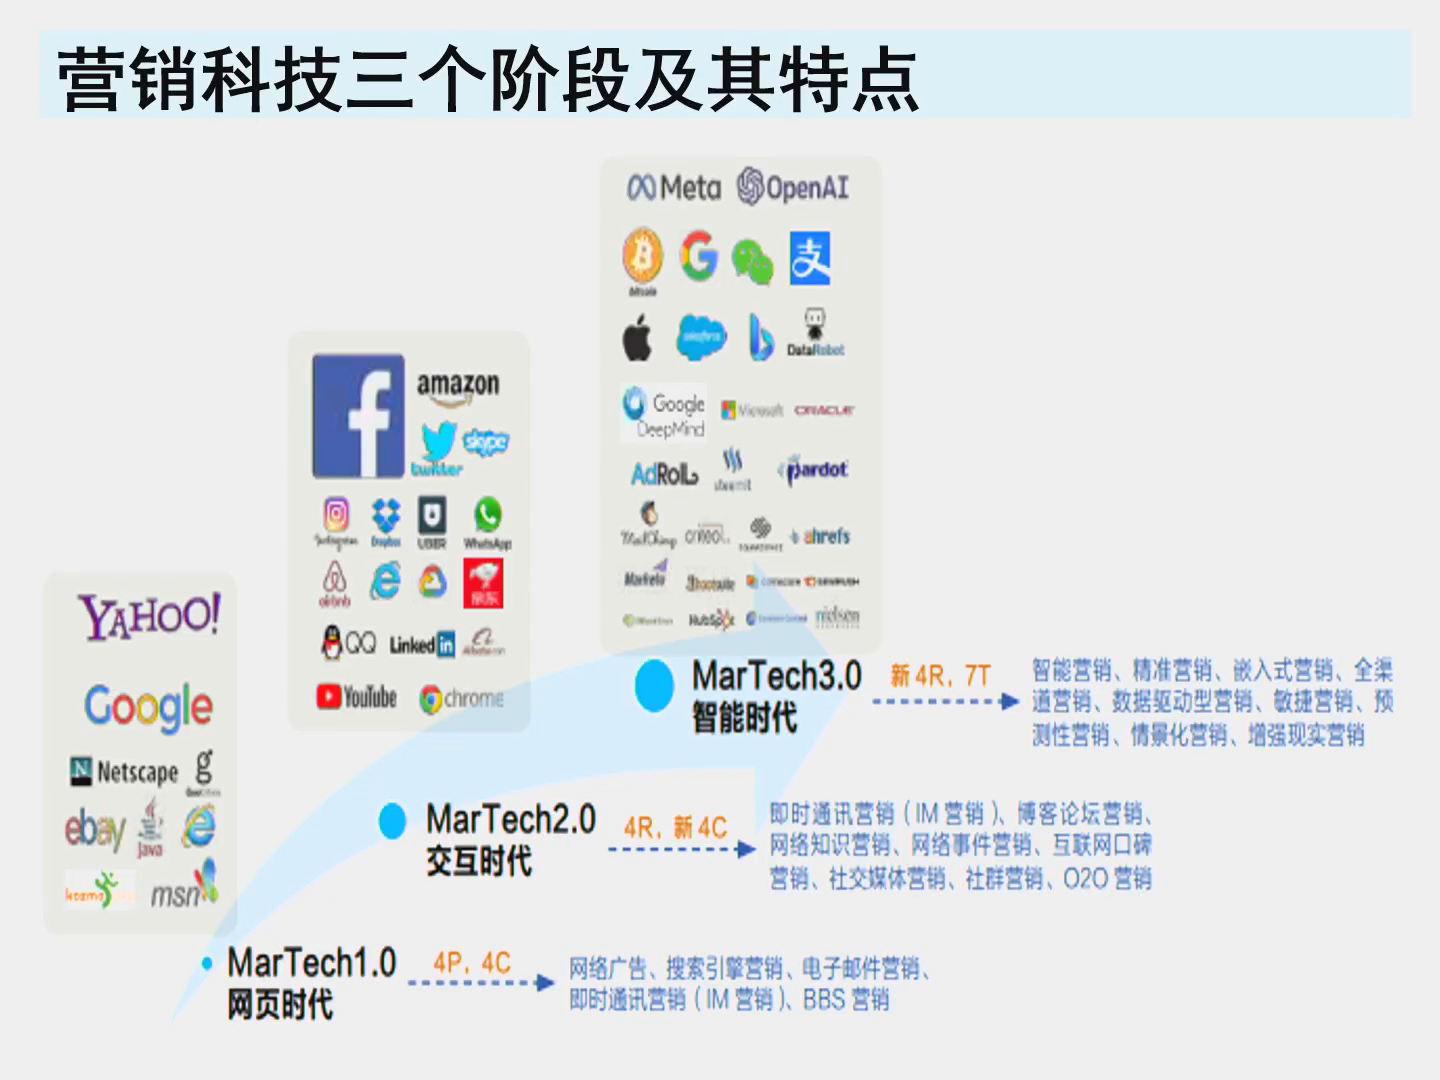 营销科技三个阶段及其特点
Meta OpenAI
bitcoin
salesforce DataRobot
Google DeepMind Microsoft ORACLE
AdRoll steemit pardot
MailChimp criteo SQUARESPACE ahrefs
Marketo Hootsuite comscore SEMRUSH
HubSpot nielsen
amazon
twitter skype
Instagram Dropbox UBER WhatsApp
airbnb 京东
QQ Linked in Alibaba.com
YouTube chrome
YAHOO!
Google
N Netscape g
ebay Java
kozmo msn
MarTech3.0
智能时代
新4R, 7T
智能营销、精准营销、嵌入式营销、全渠
道营销、数据驱动型营销、敏捷营销、预
测性营销、情景化营销、增强现实营销
MarTech2.0
交互时代
4R, 新4C
即时通讯营销(IM 营销)、博客论坛营销、
网络知识营销、网络事件营销、互联网口碑
营销、社交媒体营销、社群营销、O2O 营销
MarTech1.0
网页时代
4P, 4C
网络广告、搜索引擎营销、电子邮件营销、
即时通讯营销(IM 营销)、BBS 营销